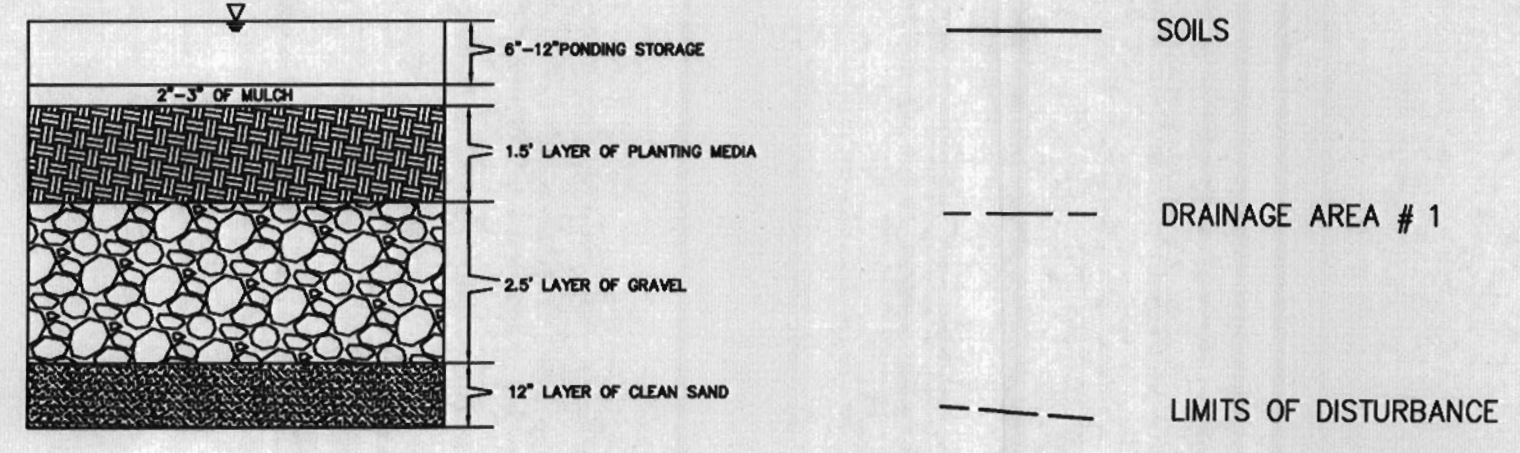 6"-12"PONDING STORAGE
2"-3" OF MULCH
1.5' LAYER OF PLANTING MEDIA
2.5' LAYER OF GRAVEL
12" LAYER OF CLEAN SAND
SOILS
DRAINAGE AREA # 1
LIMITS OF DISTURBANCE